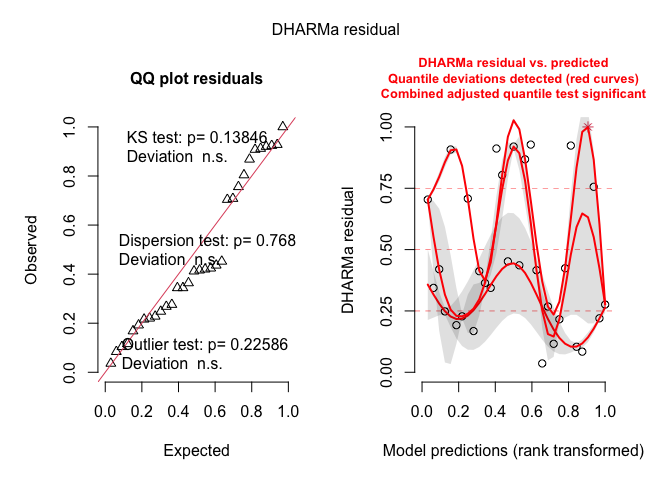 DHARMa residual
QQ plot residuals
KS test: p= 0.13846
Deviation n.s.
Dispersion test: p= 0.768
Deviation n.s.
Outlier test: p= 0.22586
Deviation n.s.
Observed
0.0
0.2
0.4
0.6
0.8
1.0
0.0 0.2 0.4 0.6 0.8 1.0
Expected
DHARMa residual vs. predicted
Quantile deviations detected (red curves)
Combined adjusted quantile test significant
DHARMa residual
0.00
0.25
0.50
0.75
1.00
0.0 0.2 0.4 0.6 0.8 1.0
Model predictions (rank transformed)